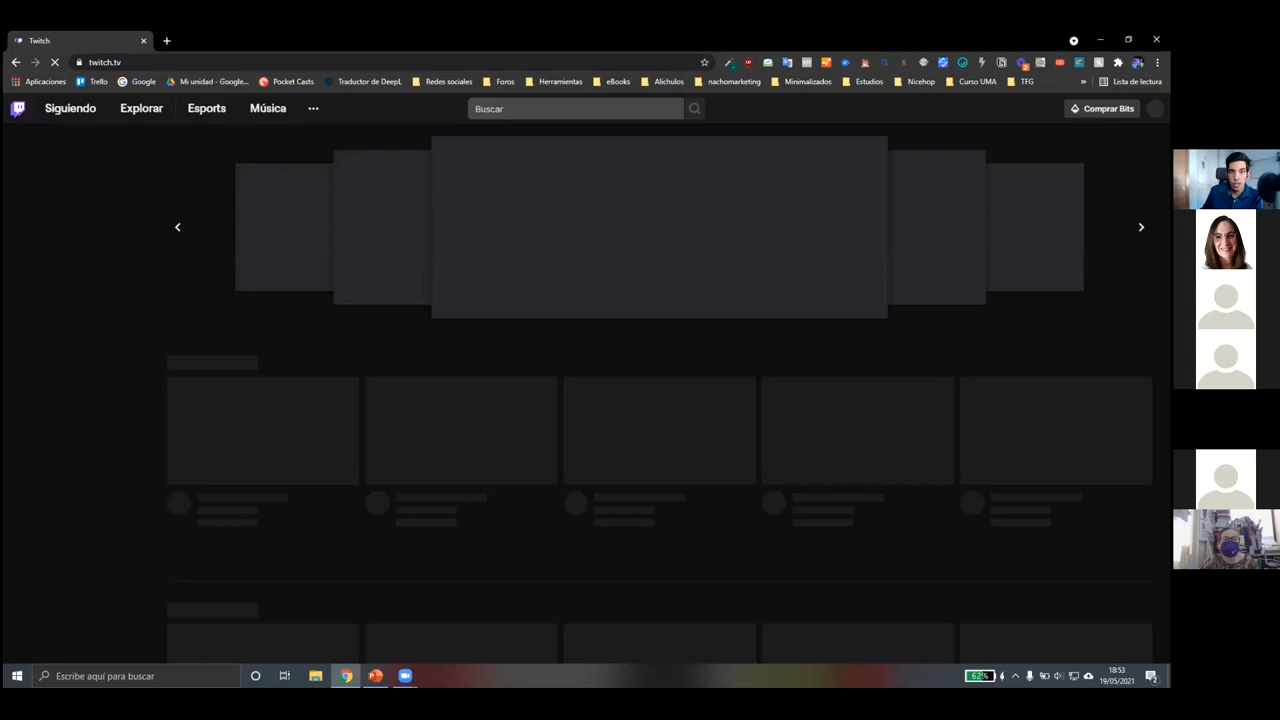 Twitch
twitch.tv
Aplicaciones Trello Google Mi unidad - Google... Pocket Casts Traductor de DeepL Redes sociales Foros Herramientas eBooks Alichulos nachomarketing Minimalizados Estudios Nicehop Curso UMA TFG » Lista de lectura
Siguiendo Explorar Esports Música ··· Buscar Comprar Bits
Escribe aquí para buscar
62%
18:53
19/05/2021